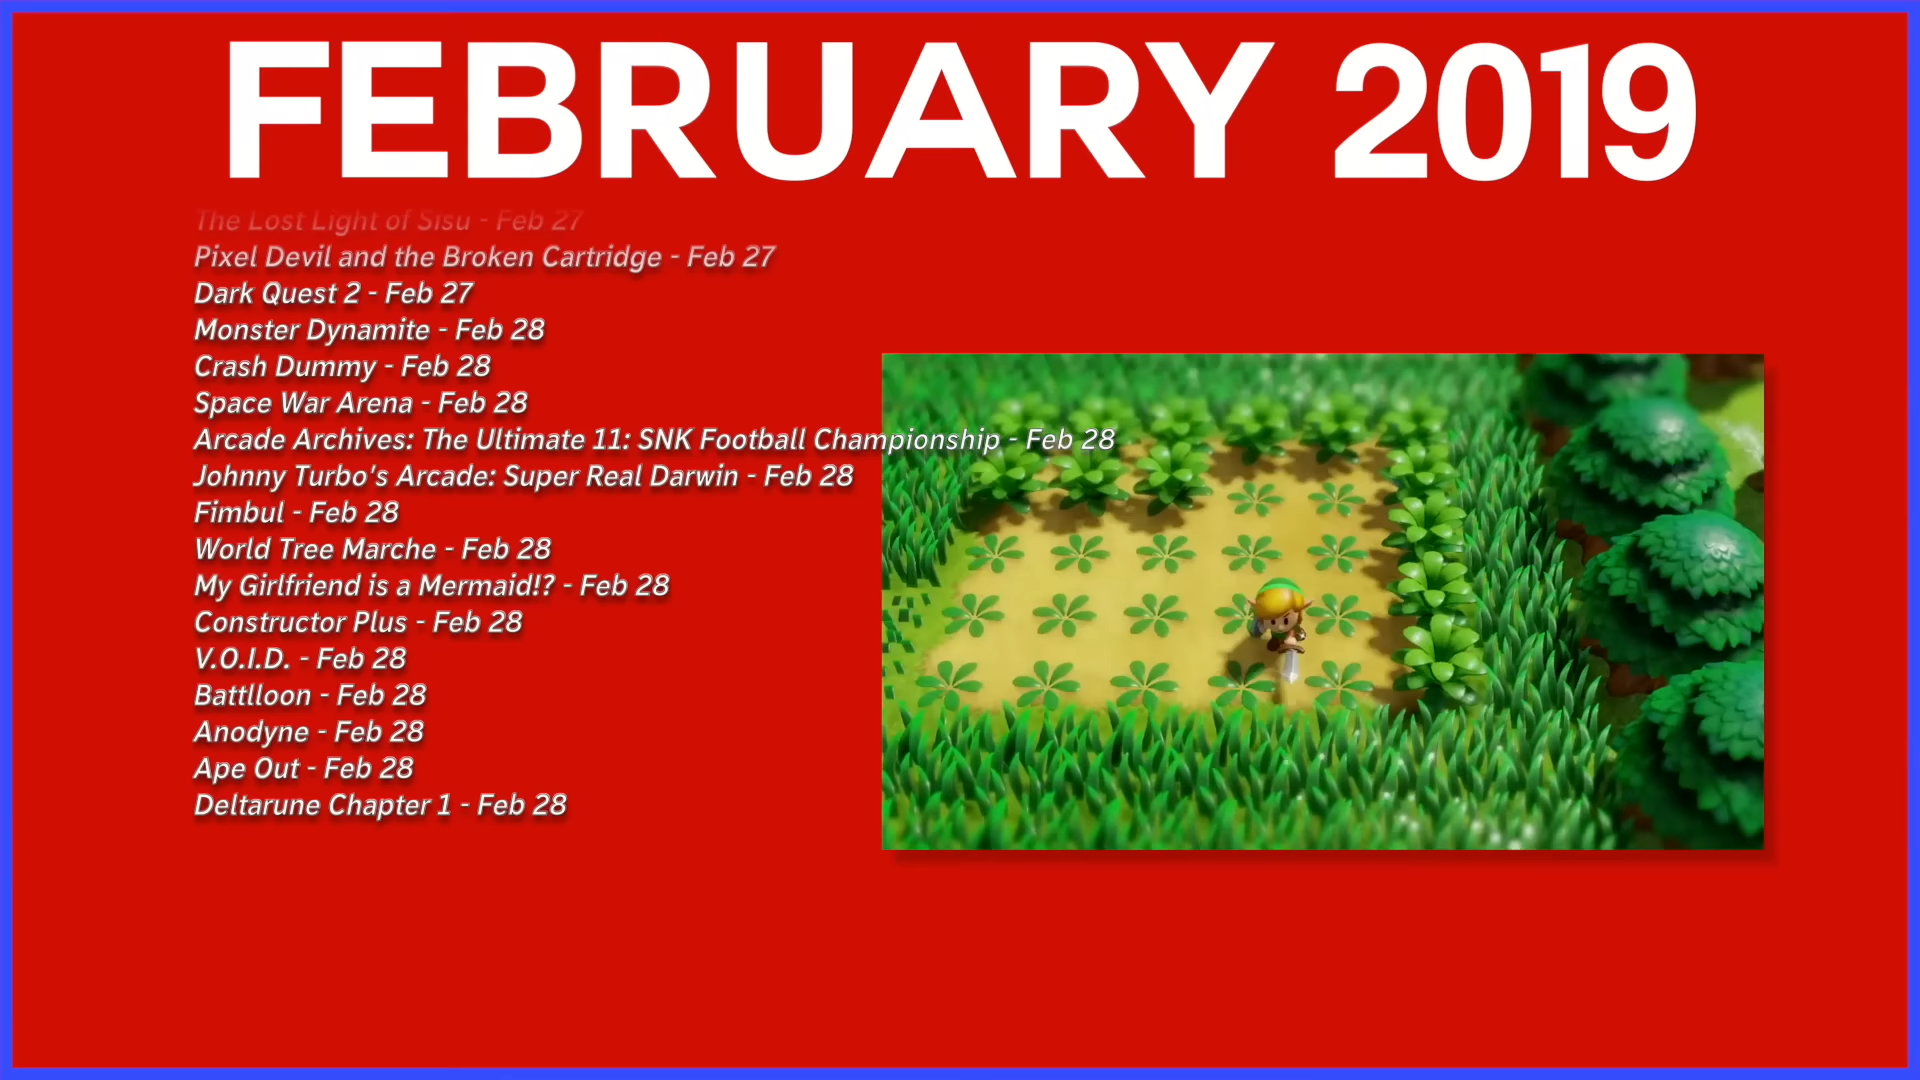 FEBRUARY 2019
The Lost Light of Sisu - Feb 27
Pixel Devil and the Broken Cartridge - Feb 27
Dark Quest 2 - Feb 27
Monster Dynamite - Feb 28
Crash Dummy - Feb 28
Space War Arena - Feb 28
Arcade Archives: The Ultimate 11: SNK Football Championship - Feb 28
Johnny Turbo's Arcade: Super Real Darwin - Feb 28
Fimbul - Feb 28
World Tree Marche - Feb 28
My Girlfriend is a Mermaid!? - Feb 28
Constructor Plus - Feb 28
V.O.I.D. - Feb 28
Battlloon - Feb 28
Anodyne - Feb 28
Ape Out - Feb 28
Deltarune Chapter 1 - Feb 28